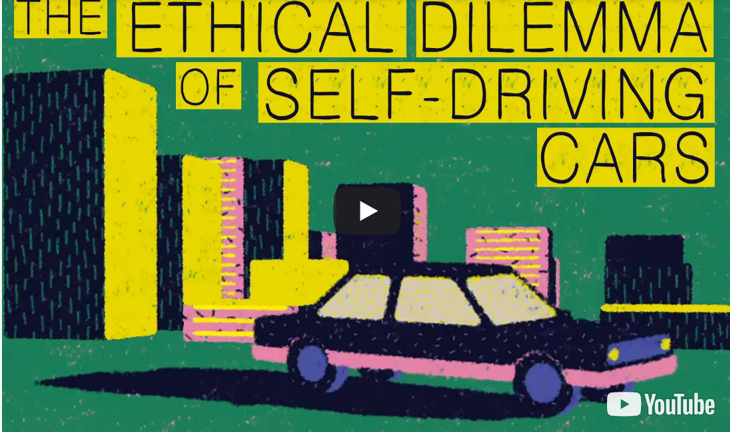 THE ETHICAL DILEMMA
OF SELF-DRIVING
CARS
YouTube